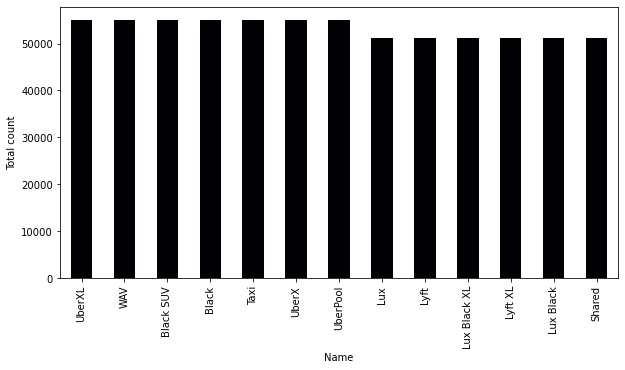 50000
40000
30000
20000
10000
0
Total count
UberXL
WAV
Black SUV
Black
Taxi
UberX
UberPool
Lux
Lyft
Lux Black XL
Lyft XL
Lux Black
Shared
Name